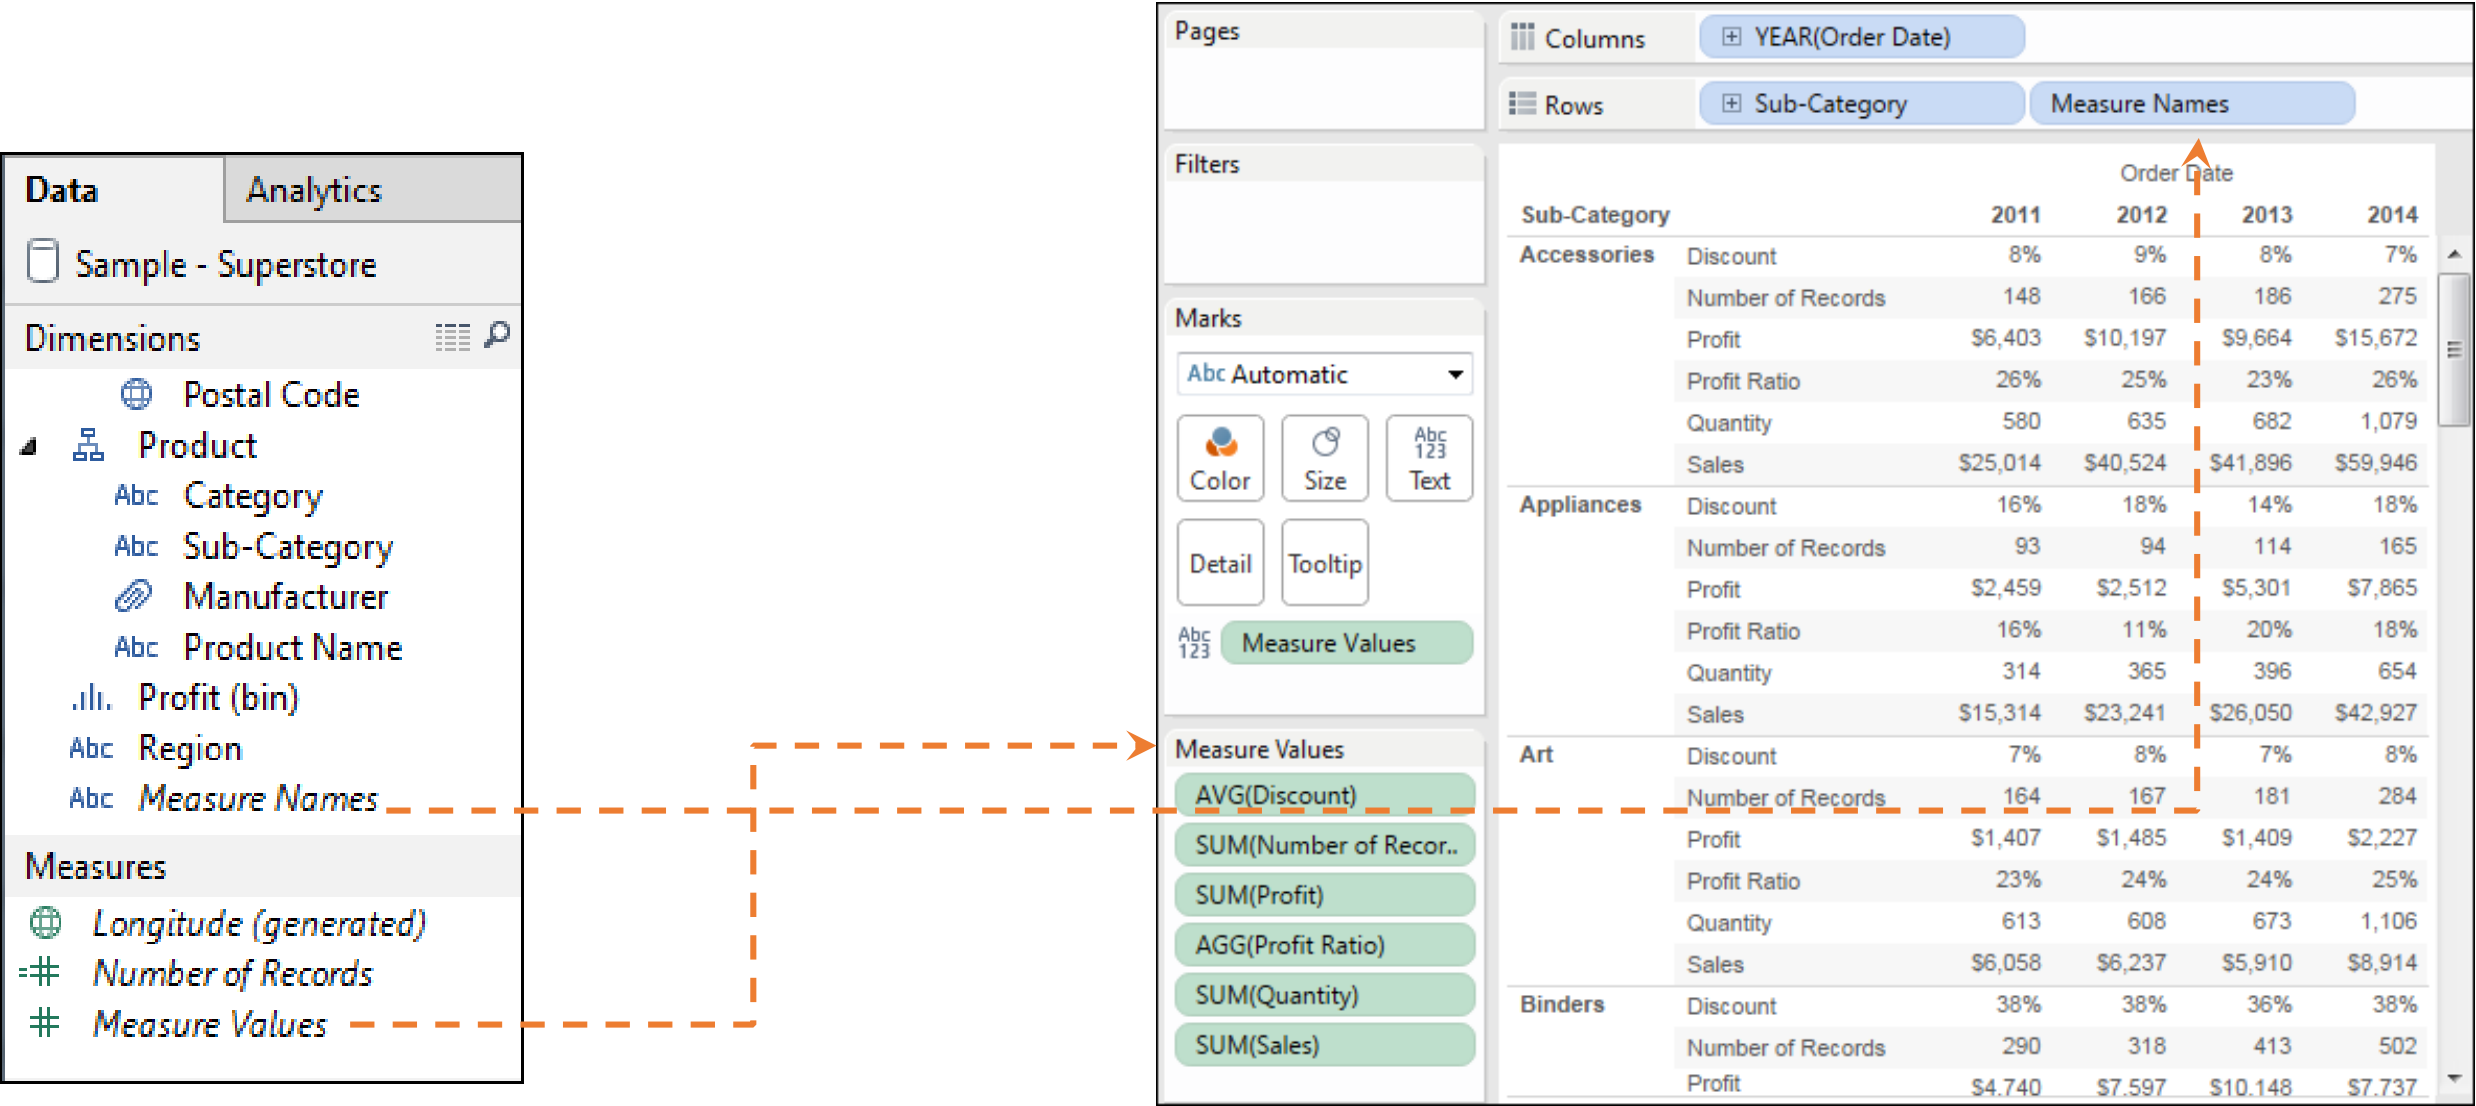 Data Analytics
Sample - Superstore
Dimensions
Postal Code
Product
Abc Category
Abc Sub-Category
Manufacturer
Abc Product Name
Profit (bin)
Abc Region
Abc Measure Names
Measures
Longitude (generated)
=# Number of Records
# Measure Values
Pages
Filters
Marks
Abc Automatic
Color
Size
Abc
123
Text
Detail
Tooltip
Abc
123
Measure Values
Measure Values
AVG(Discount)
SUM(Number of Recor..
SUM(Profit)
AGG(Profit Ratio)
SUM(Quantity)
SUM(Sales)
Columns YEAR(Order Date)
Rows Sub-Category Measure Names
Order Date
Sub-Category 2011 2012 2013 2014
Accessories Discount 8% 9% 8% 7%
Number of Records 148 166 186 275
Profit $6,403 $10,197 $9,664 $15,672
Profit Ratio 26% 25% 23% 26%
Quantity 580 635 682 1,079
Sales $25,014 $40,524 $41,896 $59,946
Appliances Discount 16% 18% 14% 18%
Number of Records 93 94 114 165
Profit $2,459 $2,512 $5,301 $7,865
Profit Ratio 16% 11% 20% 18%
Quantity 314 365 396 654
Sales $15,314 $23,241 $26,050 $42,927
Art Discount 7% 8% 7% 8%
Number of Records 164 167 181 284
Profit $1,407 $1,485 $1,409 $2,227
Profit Ratio 23% 24% 24% 25%
Quantity 613 608 673 1,106
Sales $6,058 $6,237 $5,910 $8,914
Binders Discount 38% 38% 36% 38%
Number of Records 290 318 413 502
Profit $4,740 $7,597 $10,148 $7,737